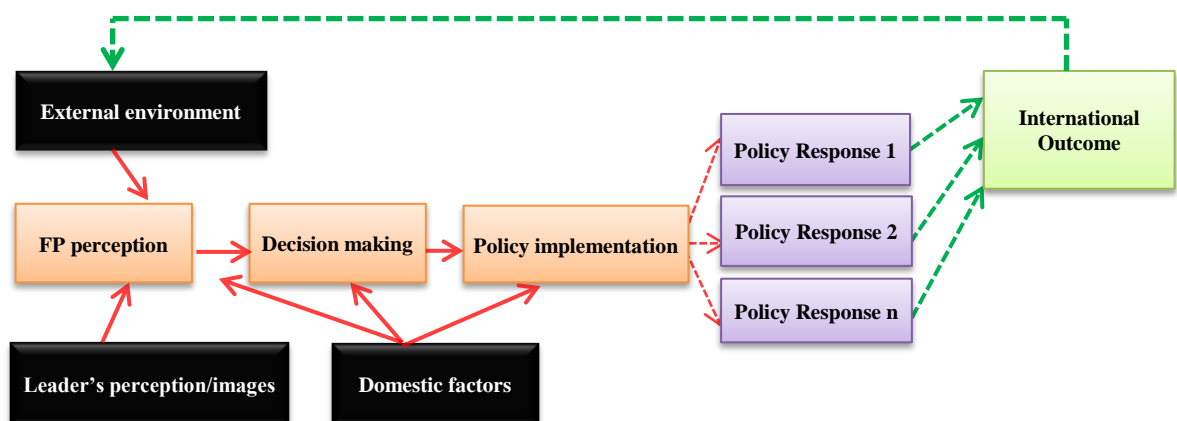 External environment
International
Outcome
Policy Response 1
FP perception
Decision making
Policy implementation
Policy Response 2
Policy Response n
Leader’s perception/images
Domestic factors